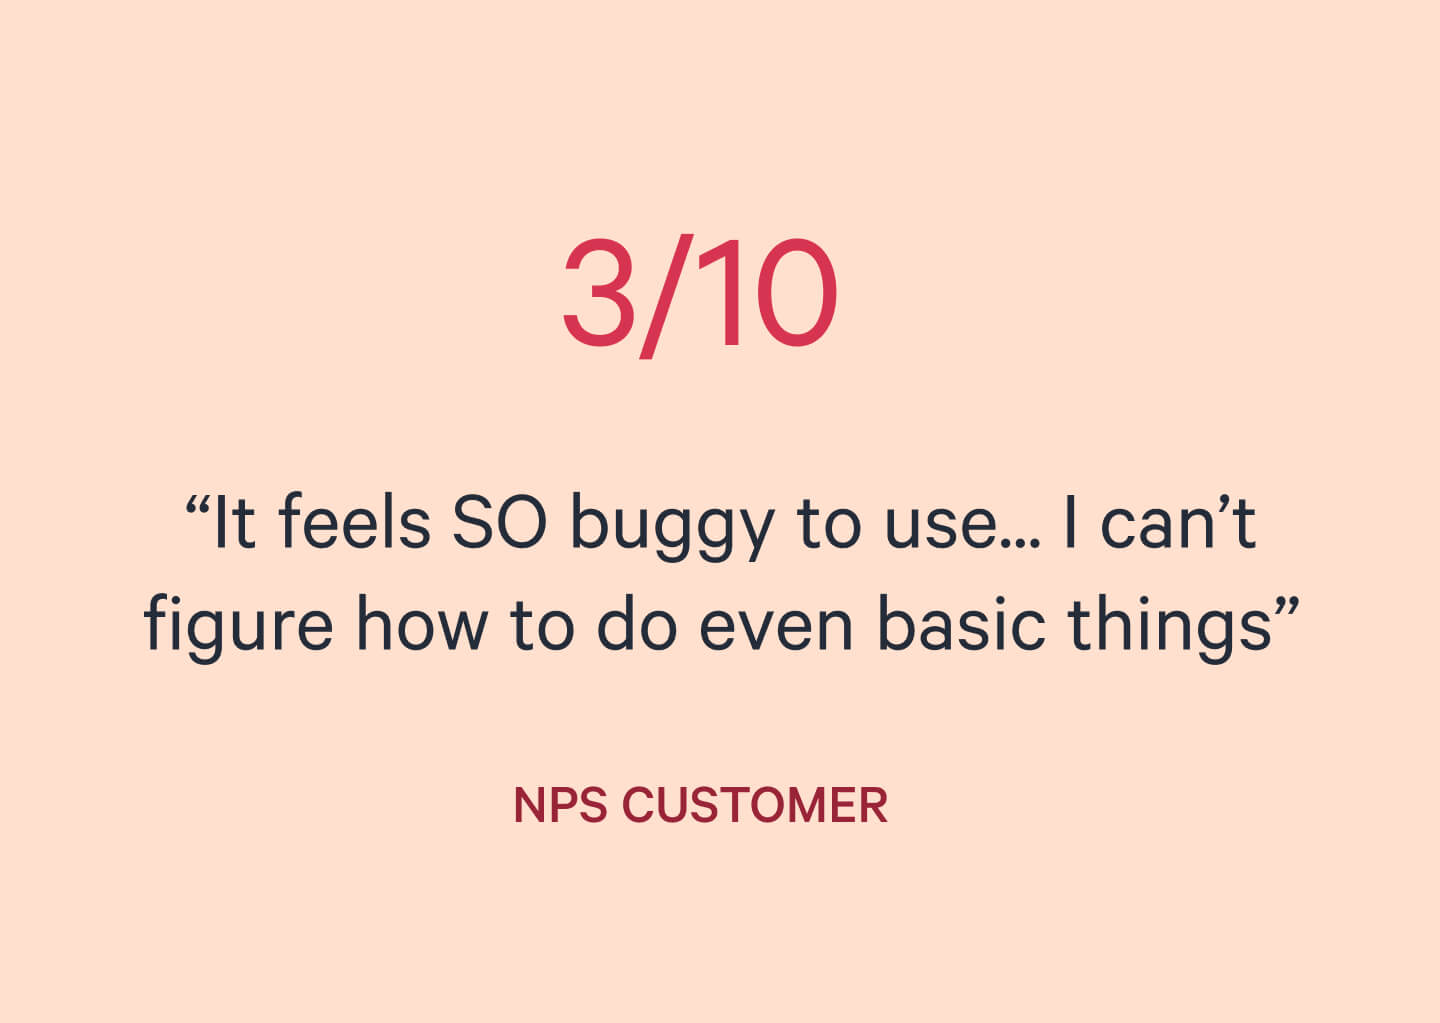 3/10
“It feels SO buggy to use... I can’t
figure how to do even basic things”
NPS CUSTOMER